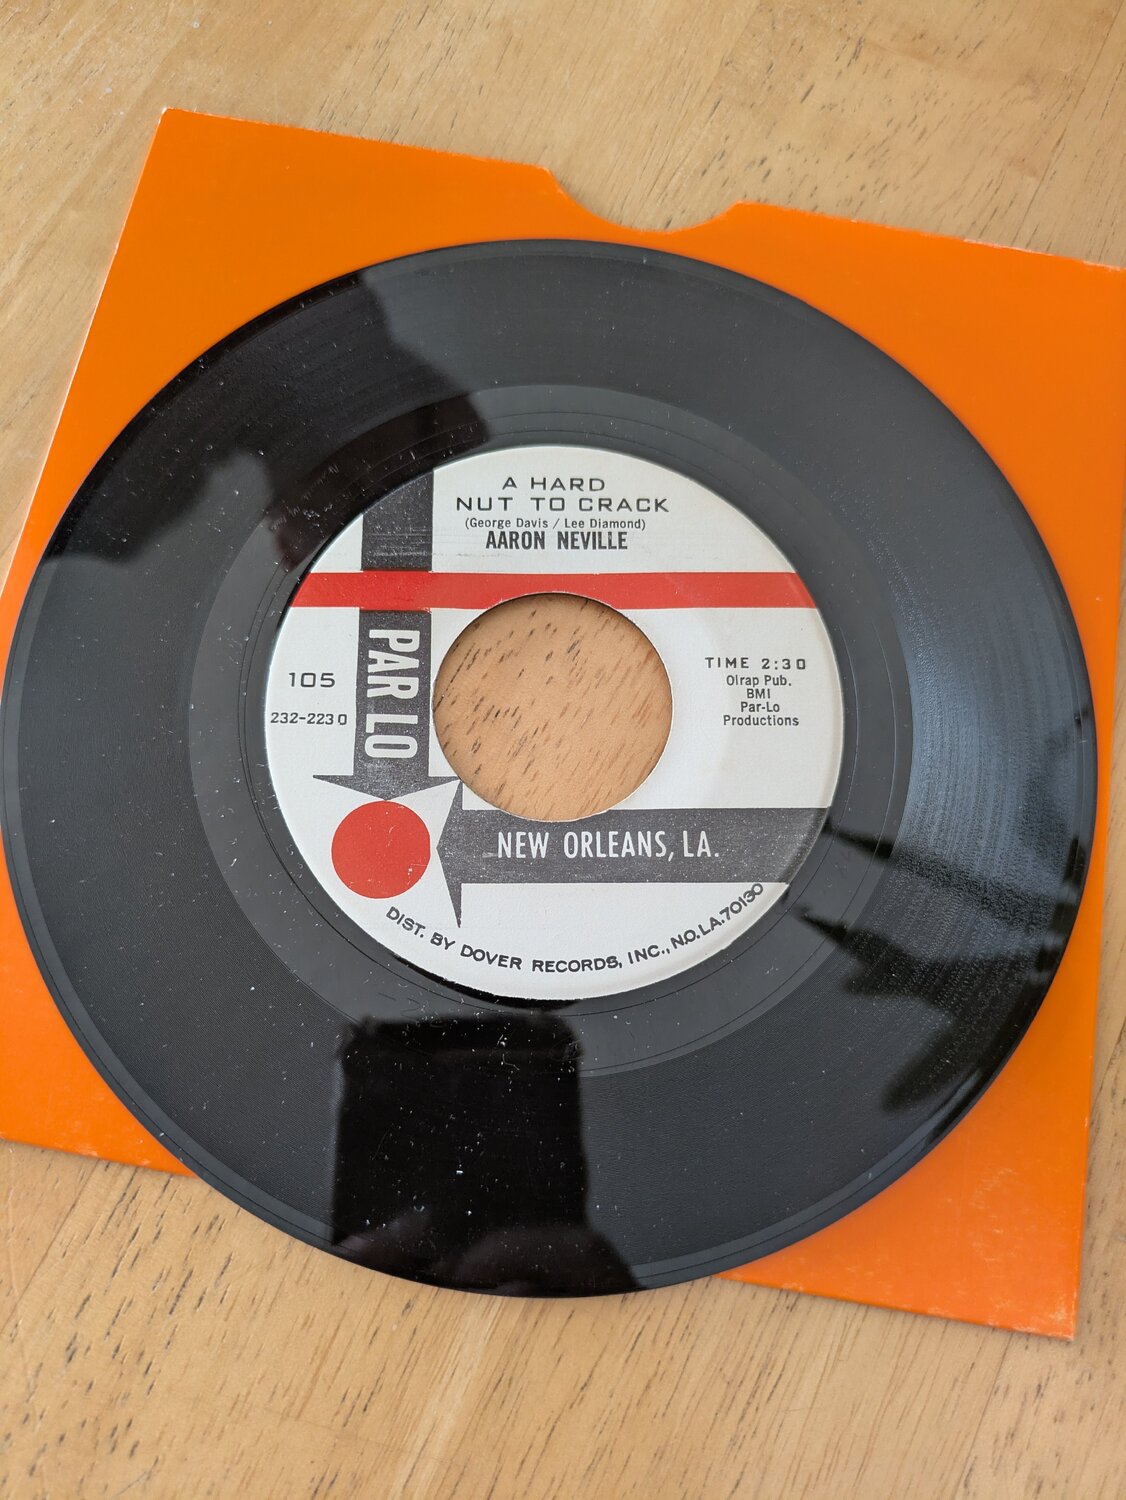 A HARD
NUT TO CRACK
(George Davis / Lee Diamond)
AARON NEVILLE
PAR LO
105
232-2230
TIME 2:30
Olrap Pub.
BMI
Par-Lo
Productions
NEW ORLEANS, LA.
DIST. BY DOVER RECORDS, INC., N.O. LA. 70130